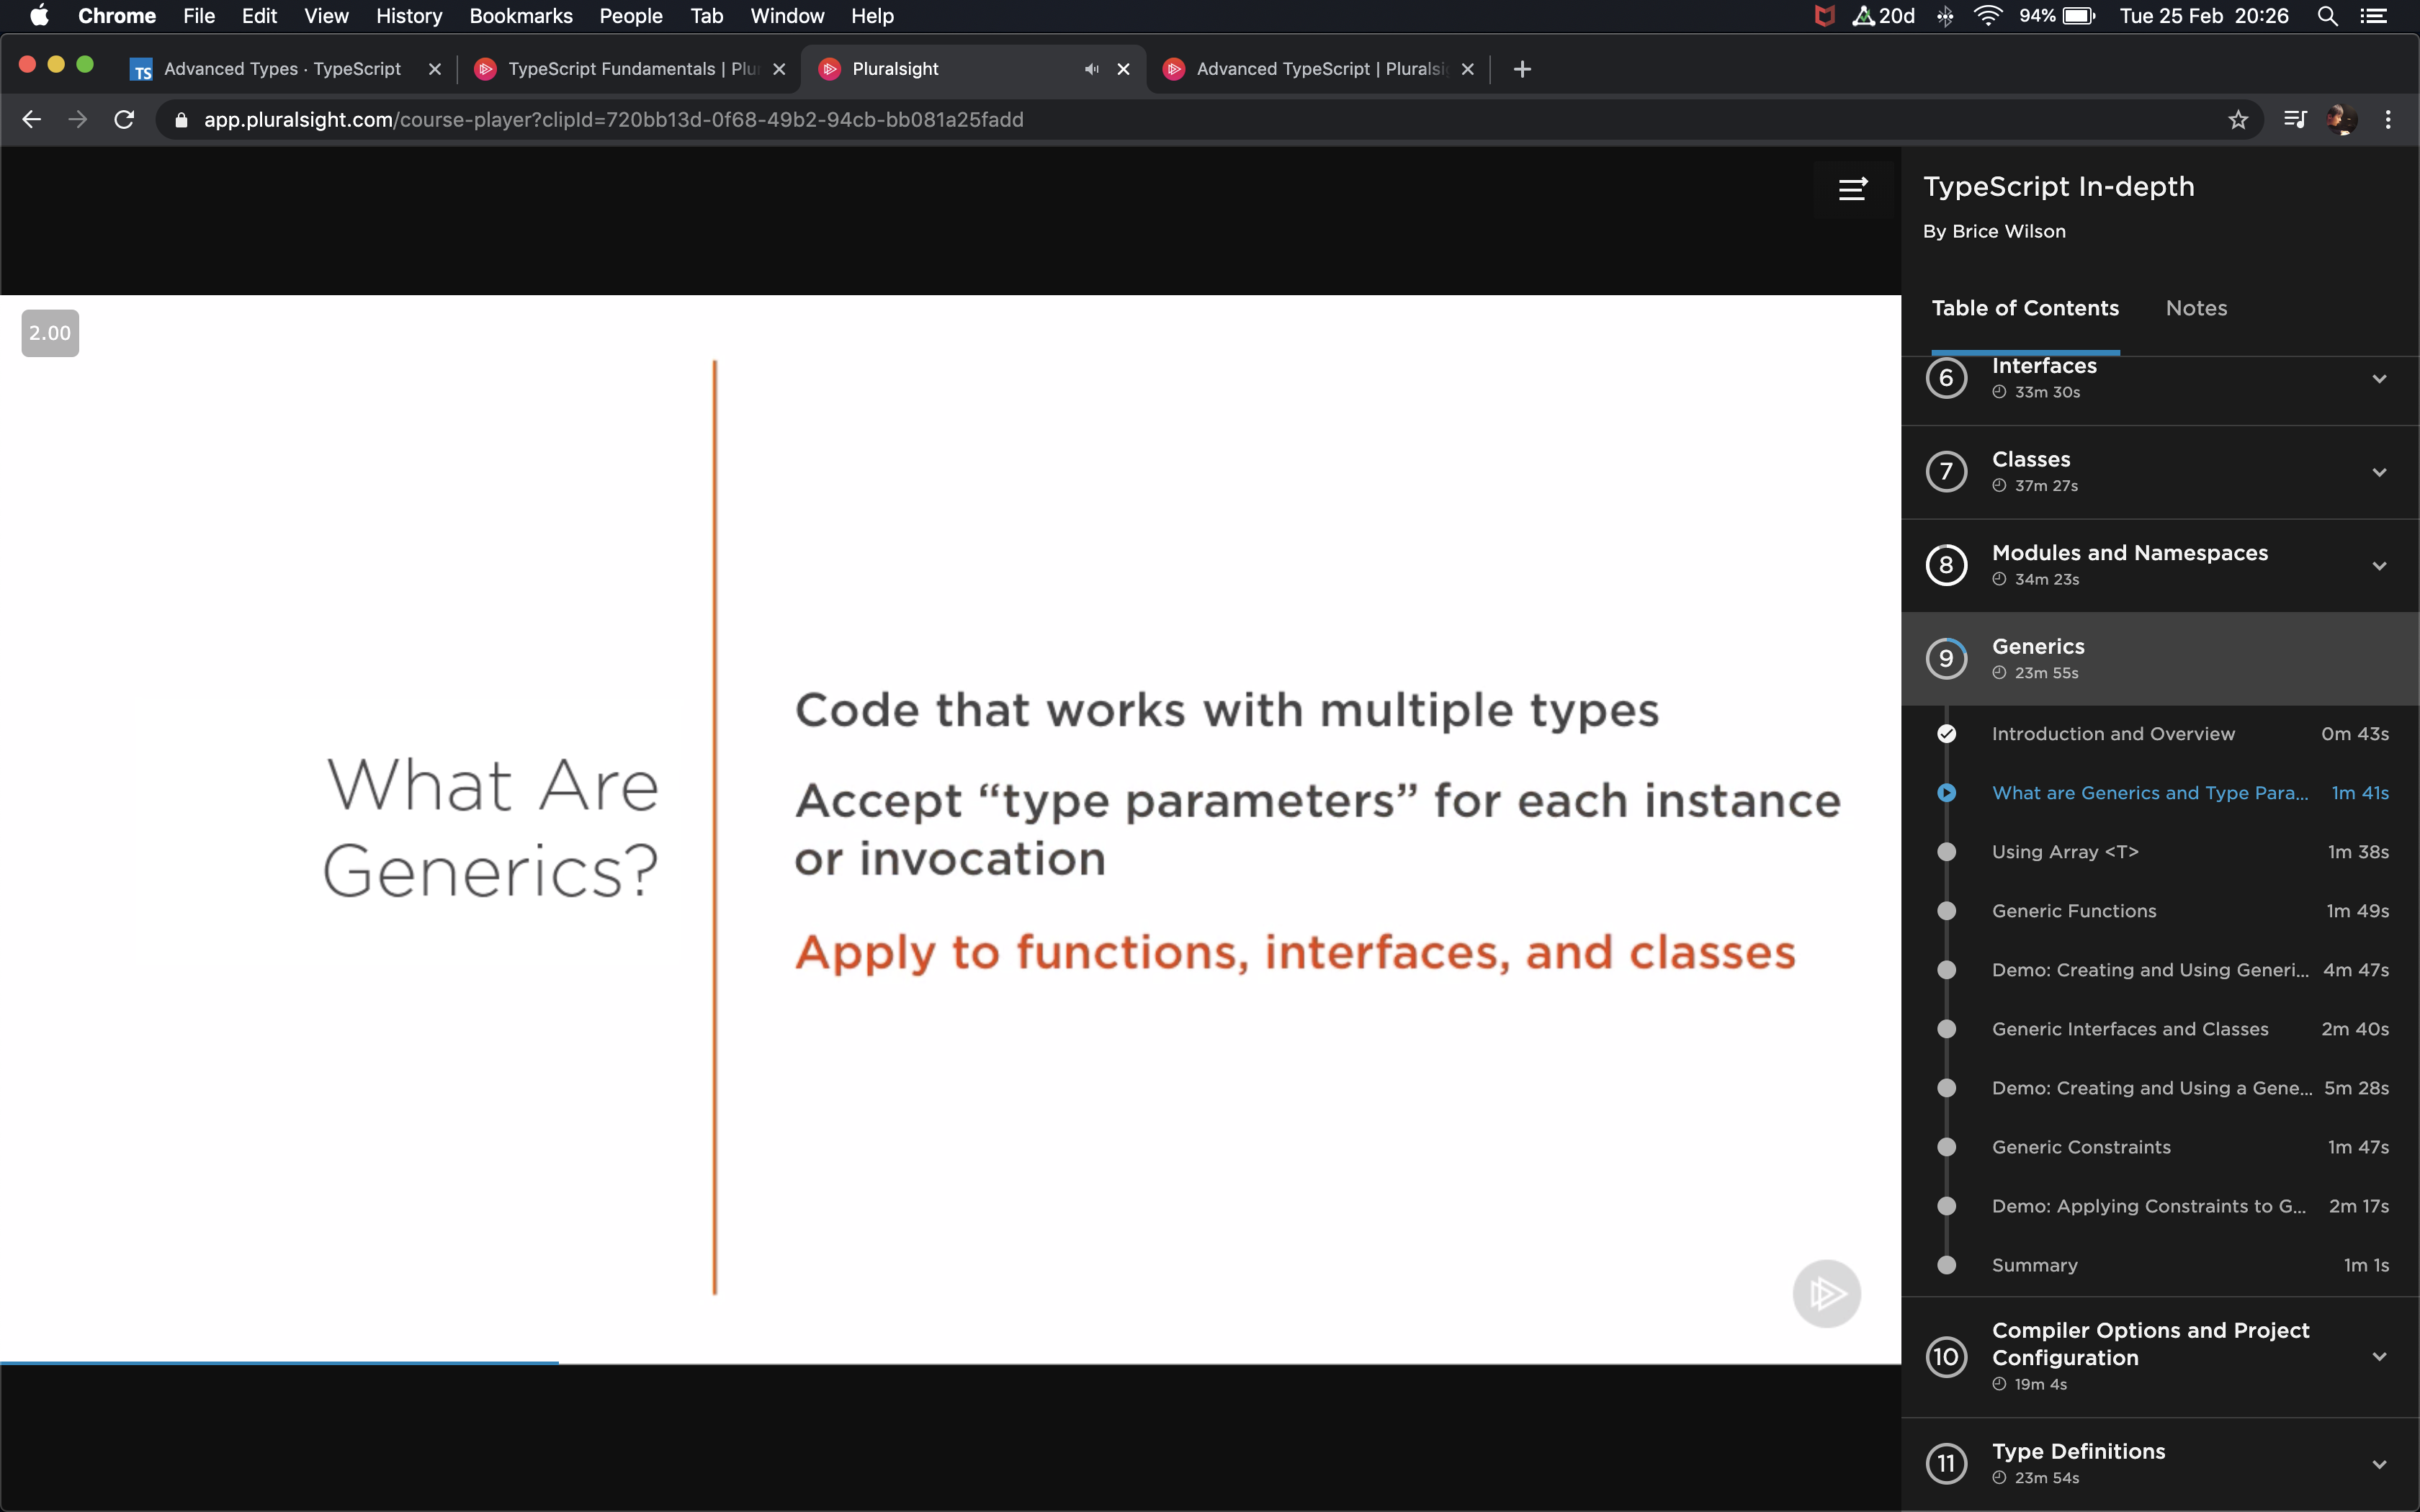 Chrome File Edit View History Bookmarks People Tab Window Help 20d 94% Tue 25 Feb 20:26
TS Advanced Types · TypeScript TypeScript Fundamentals | Plu Pluralsight Advanced TypeScript | Pluralsi
app.pluralsight.com/course-player?clipId=720bb13d-0f68-49b2-94cb-bb081a25fadd
2.00
What Are
Generics?
Code that works with multiple types
Accept “type parameters” for each instance
or invocation
Apply to functions, interfaces, and classes
TypeScript In-depth
By Brice Wilson
Table of Contents Notes
6 Interfaces
33m 30s
7 Classes
37m 27s
8 Modules and Namespaces
34m 23s
9 Generics
23m 55s
Introduction and Overview 0m 43s
What are Generics and Type Para... 1m 41s
Using Array <T> 1m 38s
Generic Functions 1m 49s
Demo: Creating and Using Generi... 4m 47s
Generic Interfaces and Classes 2m 40s
Demo: Creating and Using a Gene... 5m 28s
Generic Constraints 1m 47s
Demo: Applying Constraints to G... 2m 17s
Summary 1m 1s
10 Compiler Options and Project
Configuration
19m 4s
11 Type Definitions
23m 54s